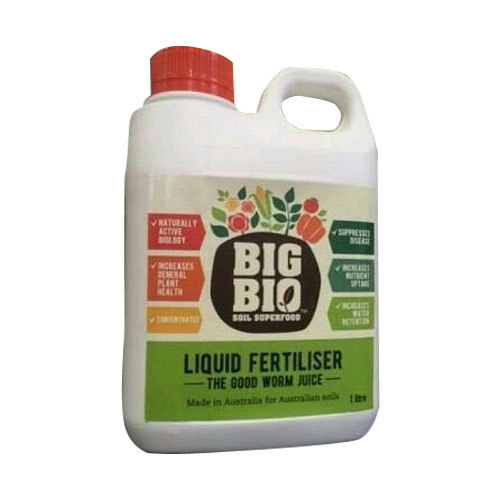 ✓ NATURALLY
ACTIVE
BIOLOGY
✓ INCREASES
GENERAL
PLANT
HEALTH
✓ CONCENTRATED
BIG
BIO
™
SOIL SUPERFOOD
✓ SUPPRESSES
DISEASE
✓ INCREASES
NUTRIENT
UPTAKE
✓ INCREASES
WATER
RETENTION
LIQUID FERTILISER
— THE GOOD WORM JUICE —
Made in Australia for Australian soils
1 litre